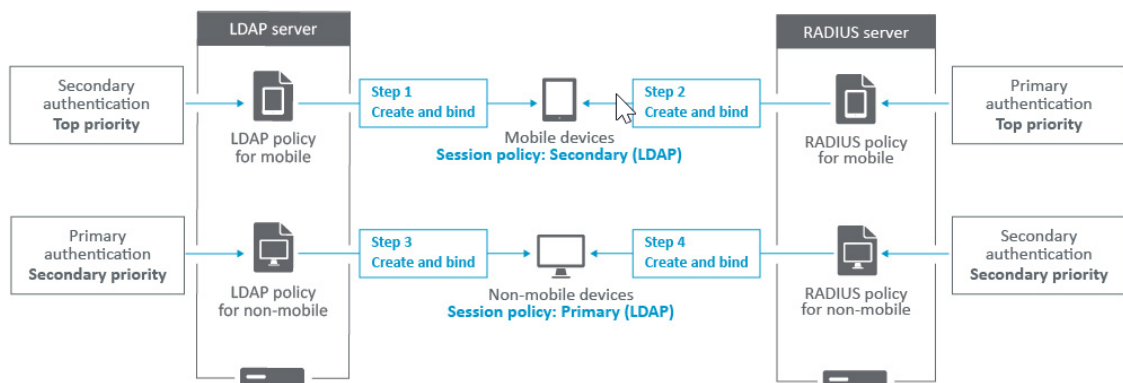 LDAP server
RADIUS server
Secondary
authentication
Top priority
LDAP policy
for mobile
Step 1
Create and bind
Mobile devices
Session policy: Secondary (LDAP)
Step 2
Create and bind
RADIUS policy
for mobile
Primary
authentication
Top priority
Primary
authentication
Secondary priority
LDAP policy
for non-mobile
Step 3
Create and bind
Non-mobile devices
Session policy: Primary (LDAP)
Step 4
Create and bind
RADIUS policy
for non-mobile
Secondary
authentication
Secondary priority